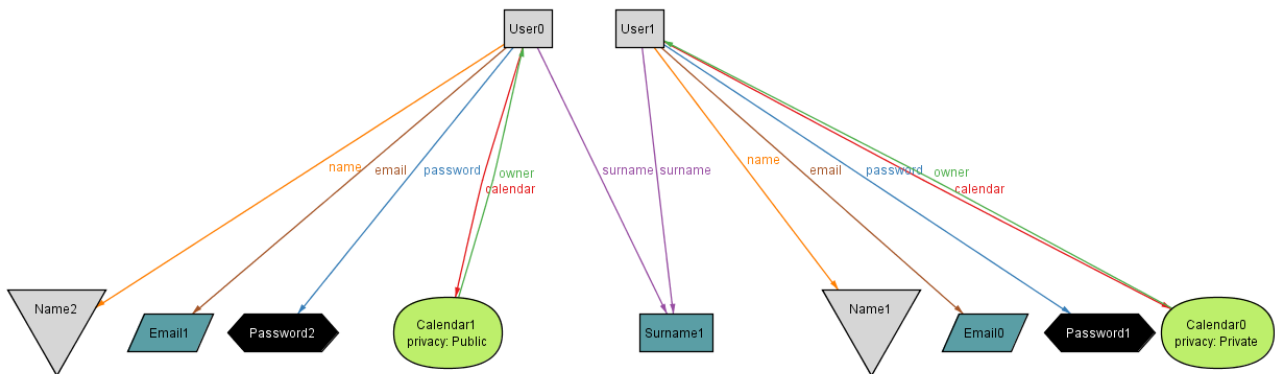 User0
User1
name
email
password
owner
calendar
surname
surname
name
email
password
owner
calendar
Name2
Email1
Password2
Calendar1
privacy: Public
Surname1
Name1
Email0
Password1
Calendar0
privacy: Private